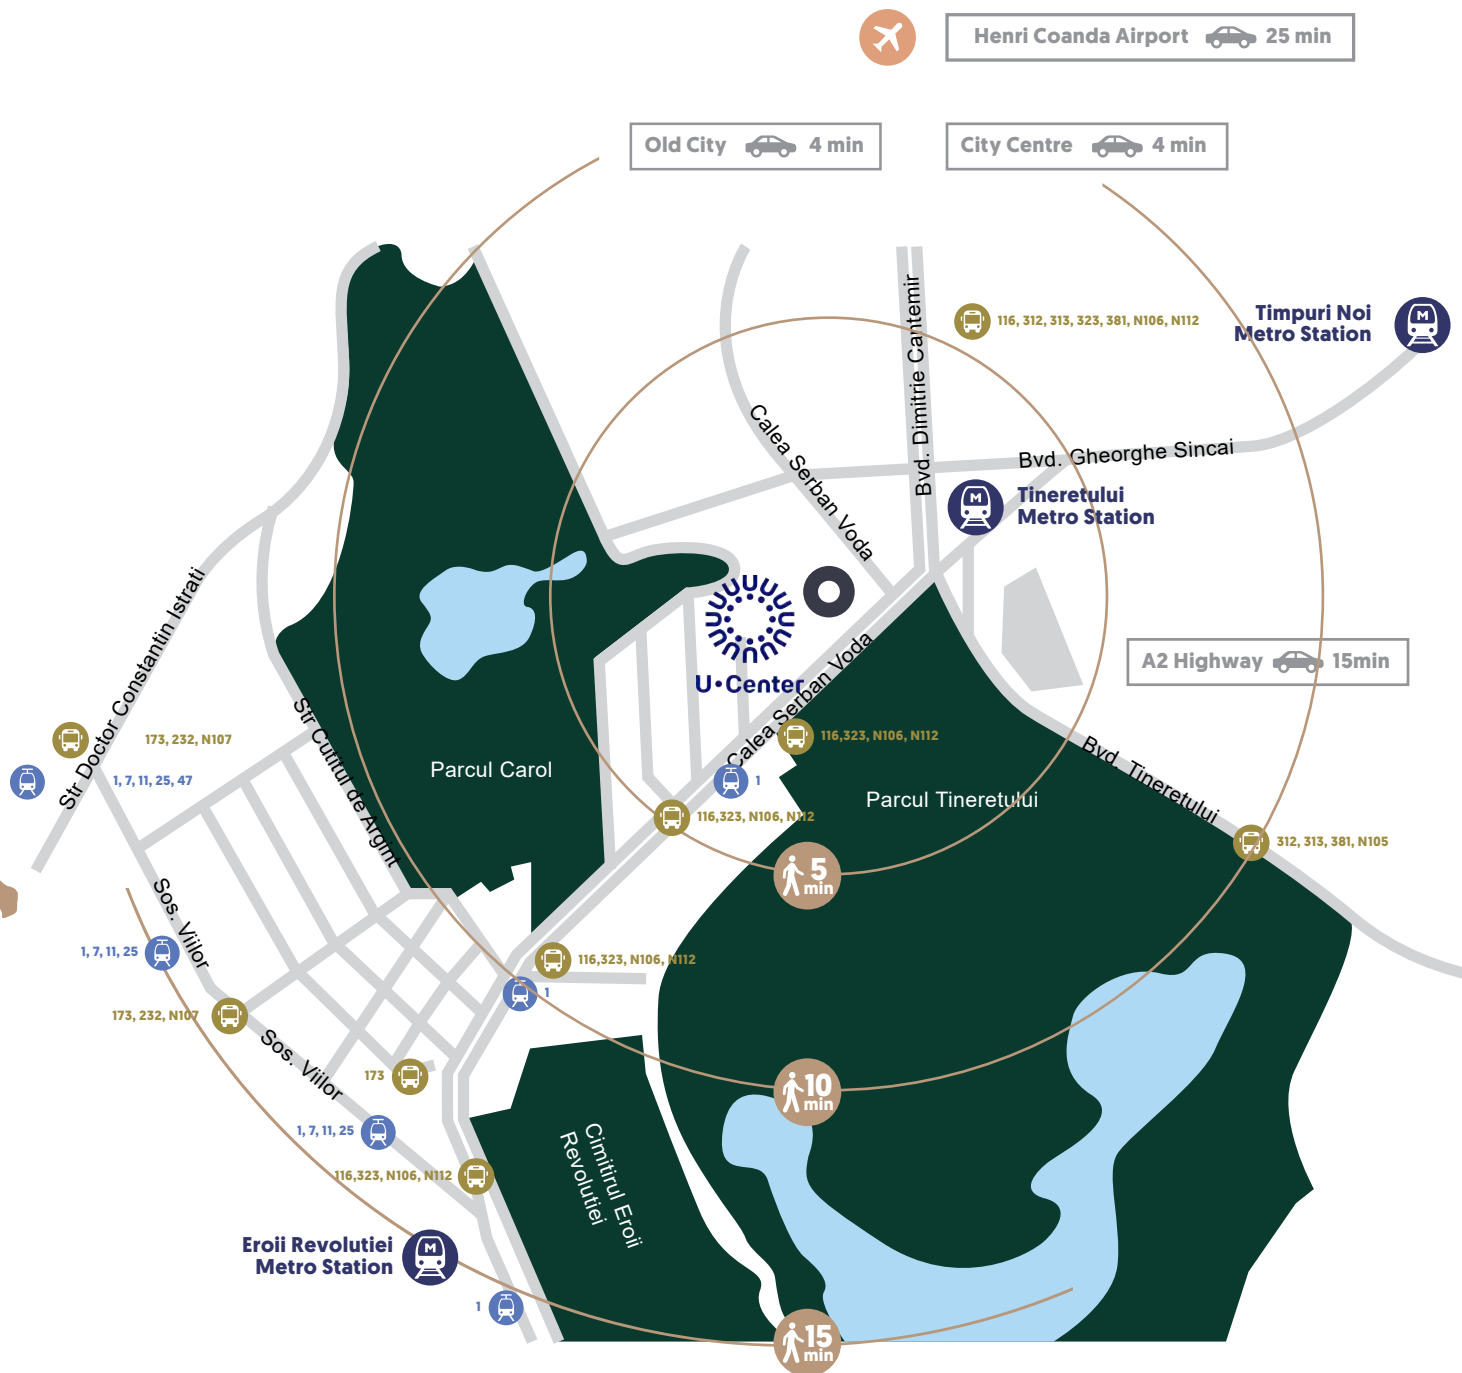 Henri Coanda Airport 25 min
Old City 4 min
City Centre 4 min
116, 312, 313, 323, 381, N106, N112
Timpuri Noi
Metro Station
M
Bvd. Dimitrie Cantemir
Calea Serban Voda
Bvd. Gheorghe Sincai
M
Tineretului
Metro Station
Str Doctor Constantin Istrati
U•Center
Calea Serban Voda
A2 Highway 15min
173, 232, N107
1, 7, 11, 25, 47
Str Cutitul de Argint
Parcul Carol
116,323, N106, N112
1
Parcul Tineretului
Bvd. Tineretului
116,323, N106, N112
312, 313, 381, N105
5
min
Sos. Viilor
1, 7, 11, 25
116,323, N106, N112
1
173, 232, N107
Sos. Viilor
173
10
min
1, 7, 11, 25
Cimitirul Eroii
Revolutiei
116,323, N106, N112
Eroii Revolutiei
Metro Station
M
1
15
min